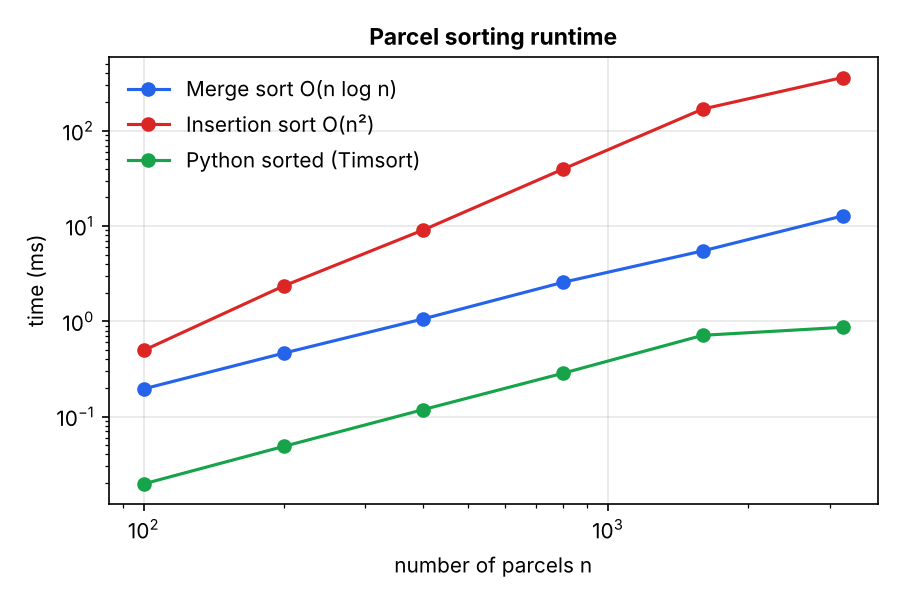 Parcel sorting runtime
Merge sort O(n log n)
Insertion sort O(n²)
Python sorted (Timsort)
time (ms)
10²
10¹
10⁰
10⁻¹
10²
10³
number of parcels n